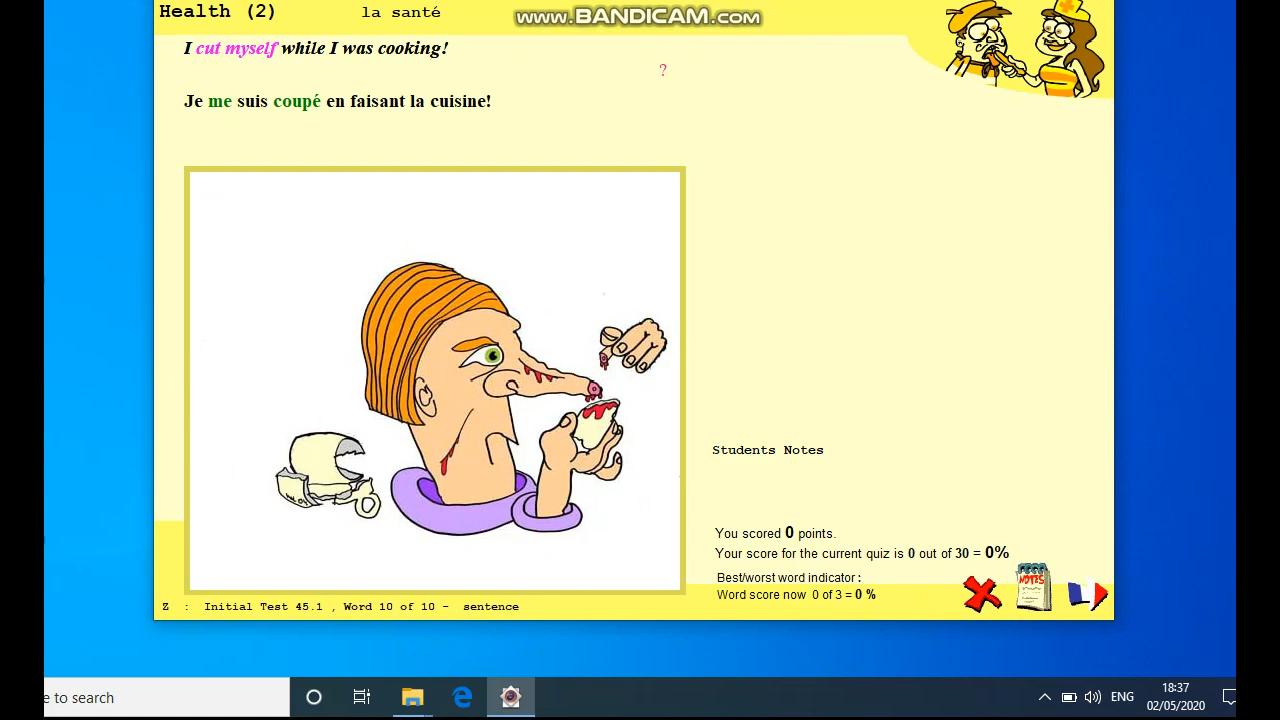 Health (2) la santé
www.BANDICAM.com
I cut myself while I was cooking!
?
Je me suis coupé en faisant la cuisine!
Students Notes
You scored 0 points.
Your score for the current quiz is 0 out of 30 = 0%
Best/worst word indicator :
Word score now 0 of 3 = 0 %
NOTES
Z : Initial Test 45.1 , Word 10 of 10 - sentence
e to search
ENG
18:37
02/05/2020